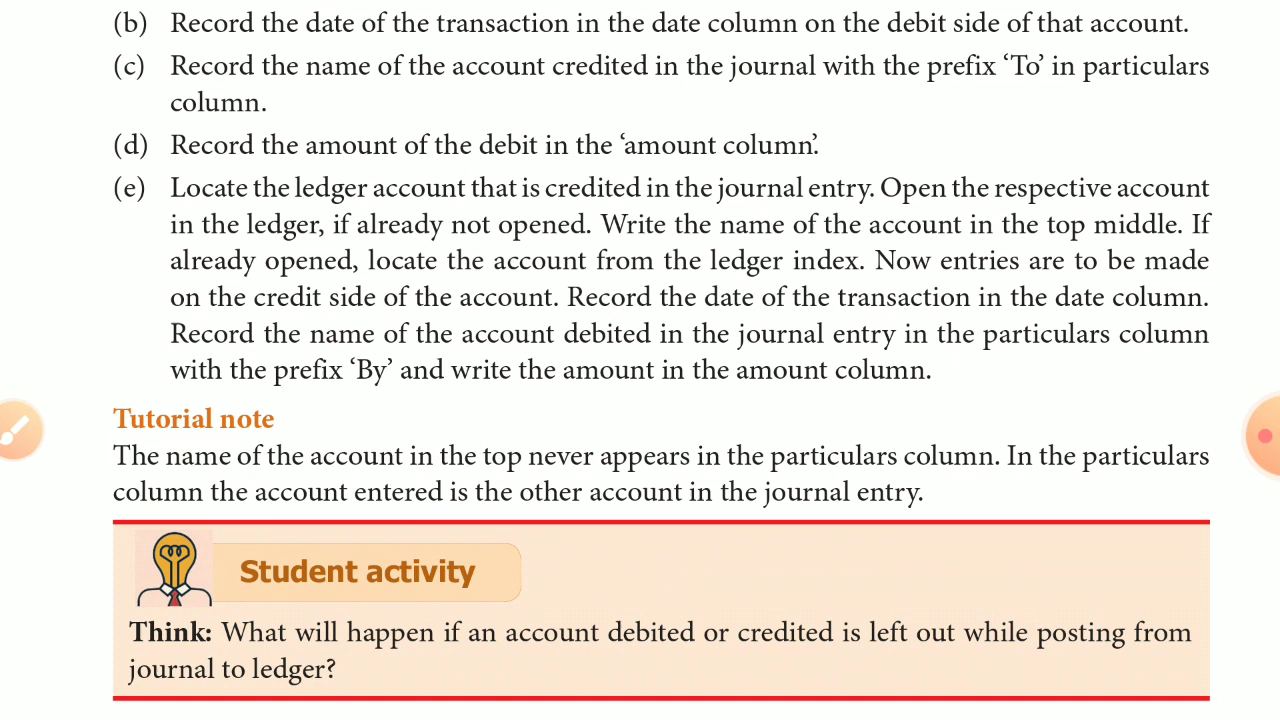 (b) Record the date of the transaction in the date column on the debit side of that account.
(c) Record the name of the account credited in the journal with the prefix ‘To’ in particulars
column.
(d) Record the amount of the debit in the ‘amount column’.
(e) Locate the ledger account that is credited in the journal entry. Open the respective account
in the ledger, if already not opened. Write the name of the account in the top middle. If
already opened, locate the account from the ledger index. Now entries are to be made
on the credit side of the account. Record the date of the transaction in the date column.
Record the name of the account debited in the journal entry in the particulars column
with the prefix ‘By’ and write the amount in the amount column.
Tutorial note
The name of the account in the top never appears in the particulars column. In the particulars
column the account entered is the other account in the journal entry.
Student activity
Think: What will happen if an account debited or credited is left out while posting from
journal to ledger?